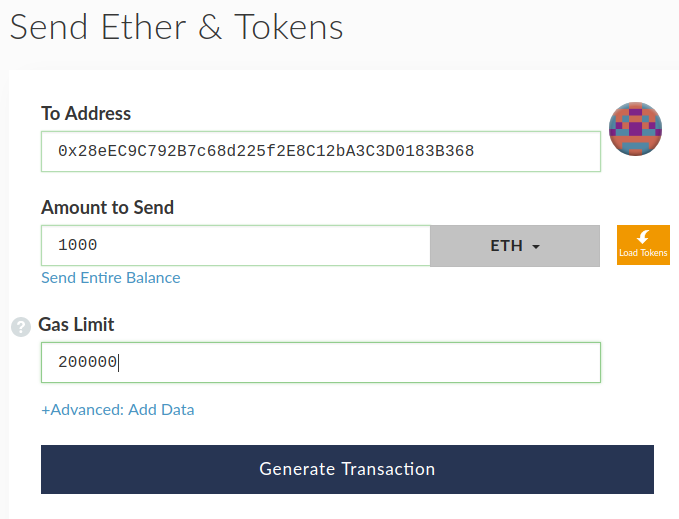 Send Ether & Tokens
To Address
0x28eEC9C792B7c68d225f2E8C12bA3C3D0183B368
Amount to Send
1000
ETH
Load Tokens
Send Entire Balance
? Gas Limit
200000
+Advanced: Add Data
Generate Transaction